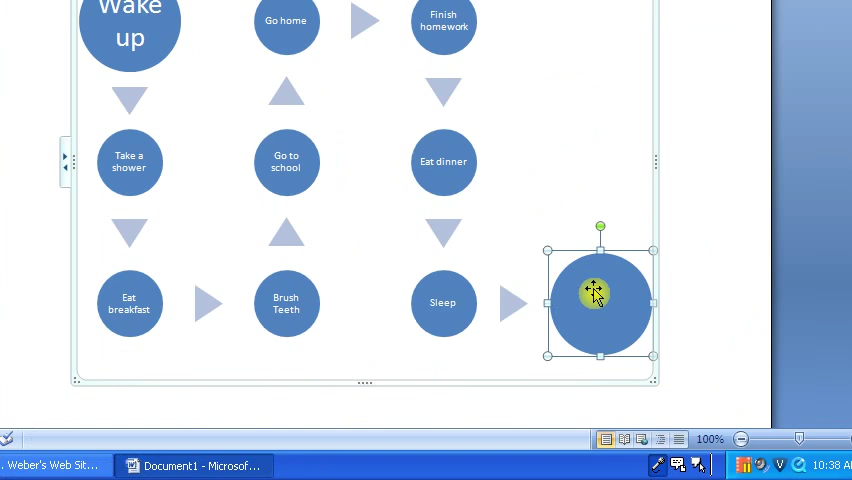 Wake
up
Go home
Finish
homework
Take a
shower
Go to
school
Eat dinner
Eat
breakfast
Brush
Teeth
Sleep
100%
. Weber's Web Sit...
Document1 - Microsof...
10:38 A